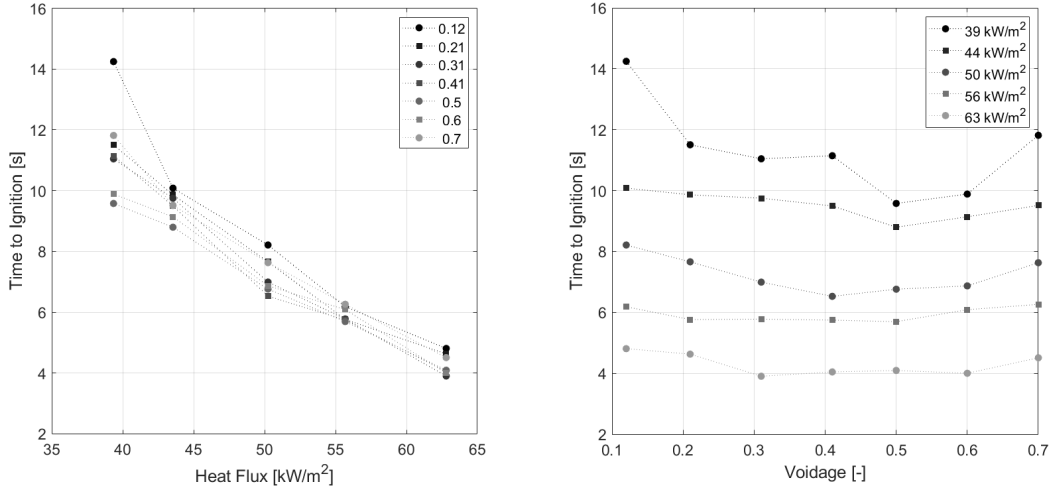 16
14
12
10
8
6
4
2
Time to Ignition [s]
35 40 45 50 55 60 65
Heat Flux [kW/m²]
0.12
0.21
0.31
0.41
0.5
0.6
0.7
16
14
12
10
8
6
4
2
Time to Ignition [s]
0.1 0.2 0.3 0.4 0.5 0.6 0.7
Voidage [-]
39 kW/m²
44 kW/m²
50 kW/m²
56 kW/m²
63 kW/m²